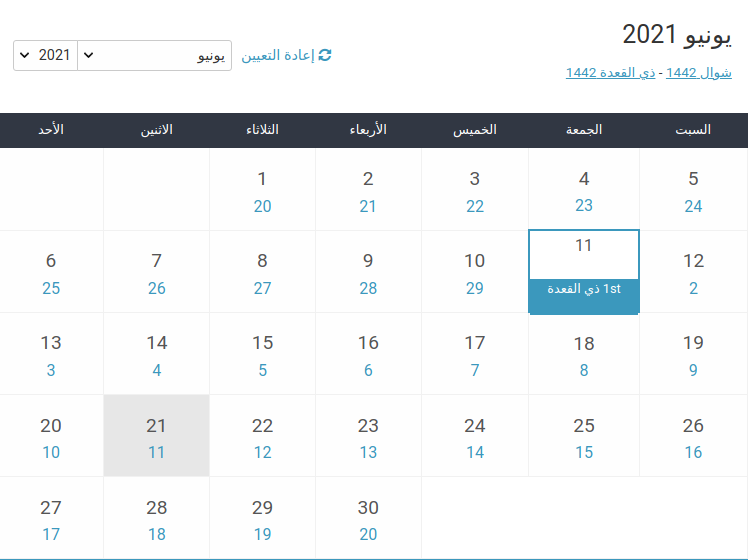 يونيو 2021
شوال 1442 - ذي القعدة 1442
إعادة التعيين
يونيو 2021
السبت الجمعة الخميس الأربعاء الثلاثاء الاثنين الأحد
1 2 3 4 5
20 21 22 23 24
6 7 8 9 10 11 12
25 26 27 28 29 1st ذي القعدة 2
13 14 15 16 17 18 19
3 4 5 6 7 8 9
20 21 22 23 24 25 26
10 11 12 13 14 15 16
27 28 29 30
17 18 19 20